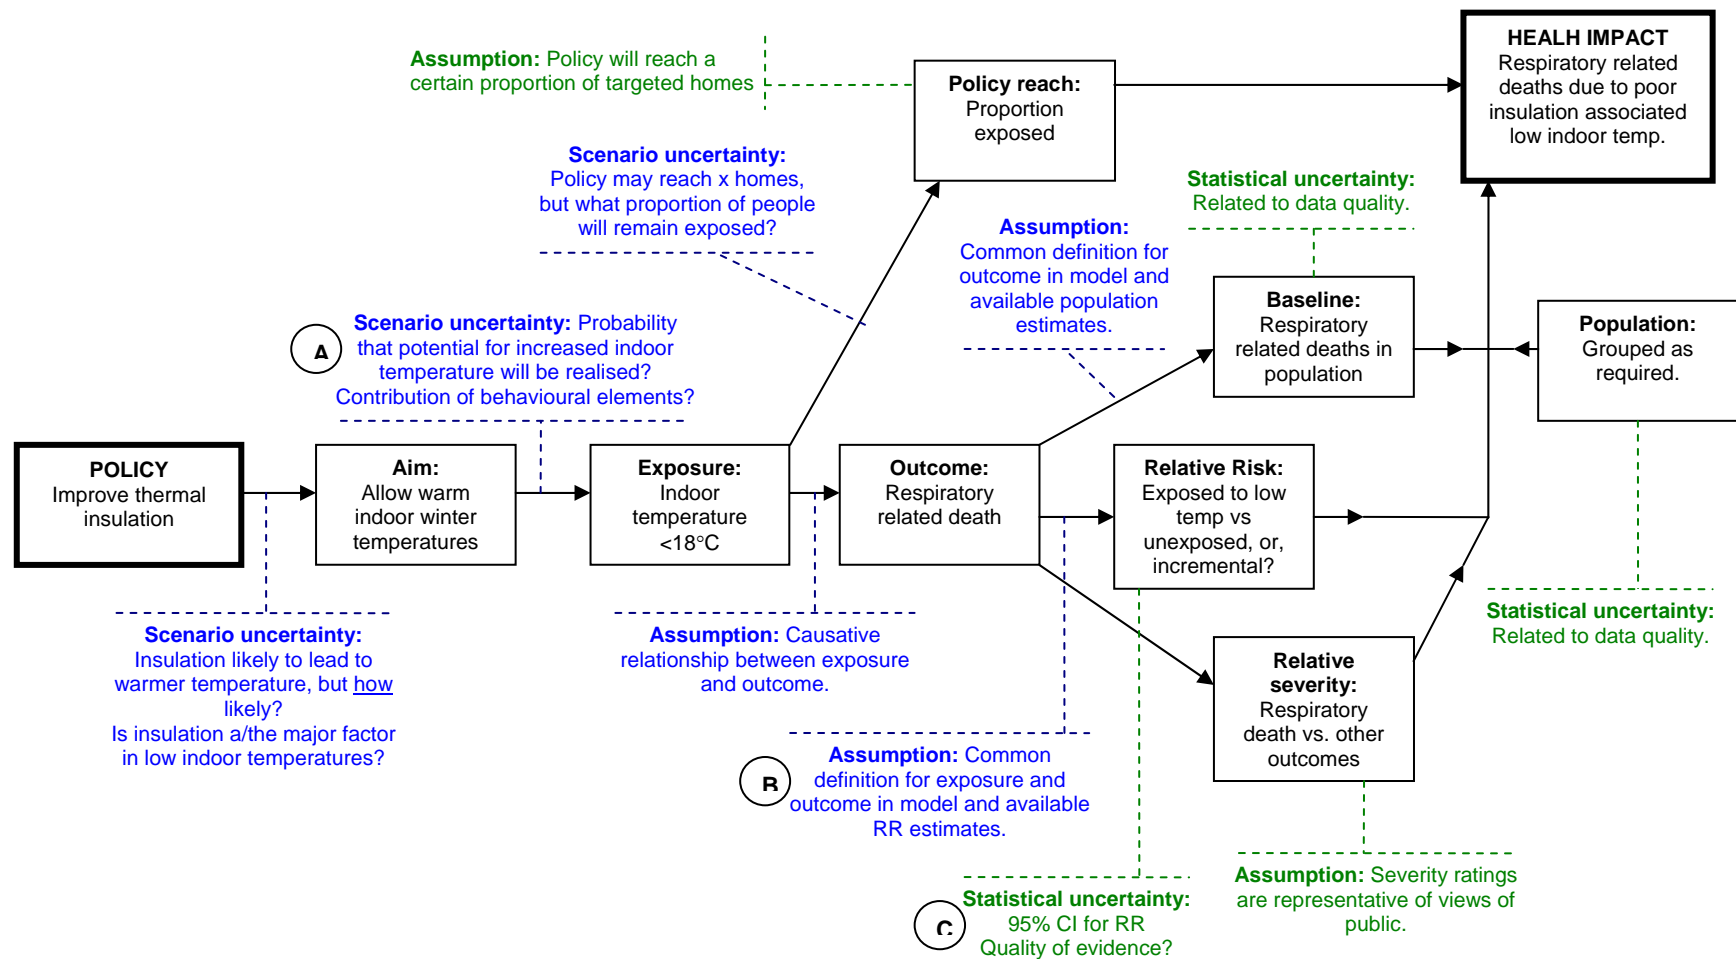 Assumption: Policy will reach a
certain proportion of targeted homes
Policy reach:
Proportion
exposed
HEALH IMPACT
Respiratory related
deaths due to poor
insulation associated
low indoor temp.
Scenario uncertainty:
Policy may reach x homes,
but what proportion of people
will remain exposed?
Statistical uncertainty:
Related to data quality.
Assumption:
Common definition for
outcome in model and
available population
estimates.
Baseline:
Respiratory
related deaths in
population
Population:
Grouped as
required.
A
Scenario uncertainty: Probability
that potential for increased indoor
temperature will be realised?
Contribution of behavioural elements?
POLICY
Improve thermal
insulation
Aim:
Allow warm
indoor winter
temperatures
Exposure:
Indoor
temperature
<18°C
Outcome:
Respiratory
related death
Relative Risk:
Exposed to low
temp vs
unexposed, or,
incremental?
Scenario uncertainty:
Insulation likely to lead to
warmer temperature, but how
likely?
Is insulation a/the major factor
in low indoor temperatures?
Assumption: Causative
relationship between exposure
and outcome.
Statistical uncertainty:
Related to data quality.
Relative
severity:
Respiratory
death vs. other
outcomes
B
Assumption: Common
definition for exposure and
outcome in model and available
RR estimates.
C
Statistical uncertainty:
95% CI for RR
Quality of evidence?
Assumption: Severity ratings
are representative of views of
public.